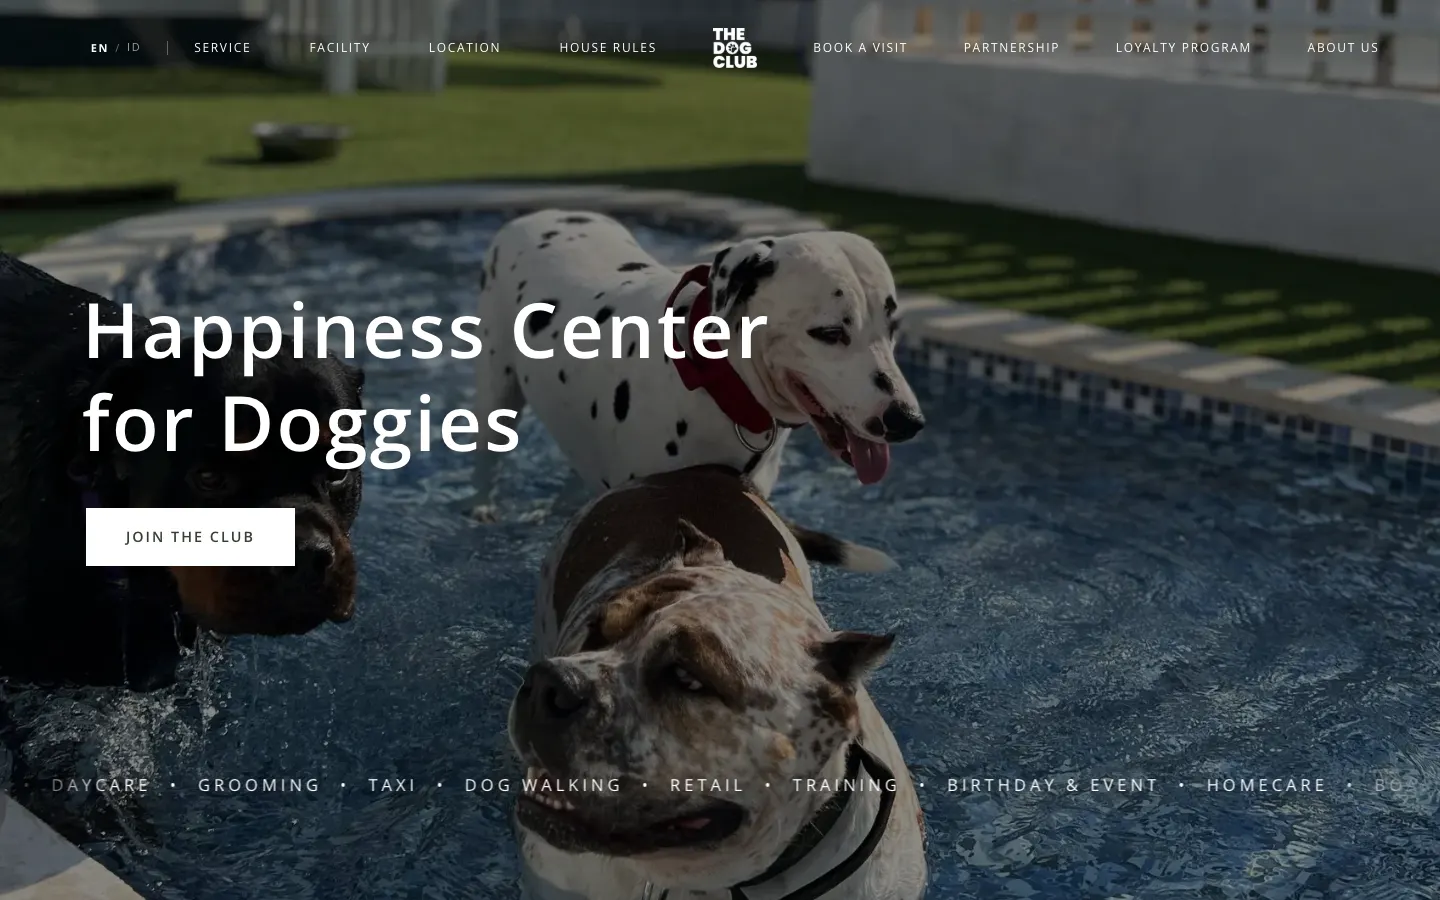 EN / ID
SERVICE
FACILITY
LOCATION
HOUSE RULES
THE
DOG
CLUB
BOOK A VISIT
PARTNERSHIP
LOYALTY PROGRAM
ABOUT US
Happiness Center
for Doggies
JOIN THE CLUB
• DAYCARE • GROOMING • TAXI • DOG WALKING • RETAIL • TRAINING • BIRTHDAY & EVENT • HOMECARE •